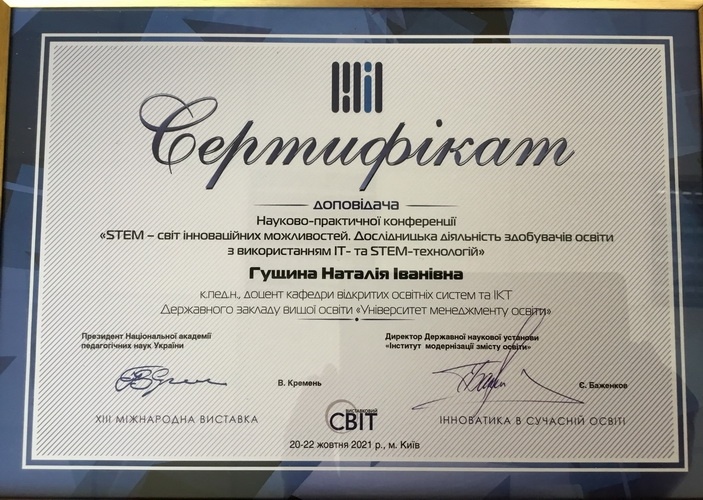 Сертифікат
доповідача
Науково-практичної конференції
«STEM – світ інноваційних можливостей. Дослідницька діяльність здобувачів освіти
з використанням IT- та STEM-технологій»
Гущина Наталія Іванівна
к.пед.н., доцент кафедри відкритих освітніх систем та ІКТ
Державного закладу вищої освіти «Університет менеджменту освіти»
Президент Національної академії
педагогічних наук України
В. Кремень
Директор Державної наукової установи
«Інститут модернізації змісту освіти»
Є. Баженков
XIII МІЖНАРОДНА ВИСТАВКА
ВИСТАВКОВИЙ
СВІТ
ІННОВАТИКА В СУЧАСНІЙ ОСВІТІ
20-22 жовтня 2021 р., м. Київ